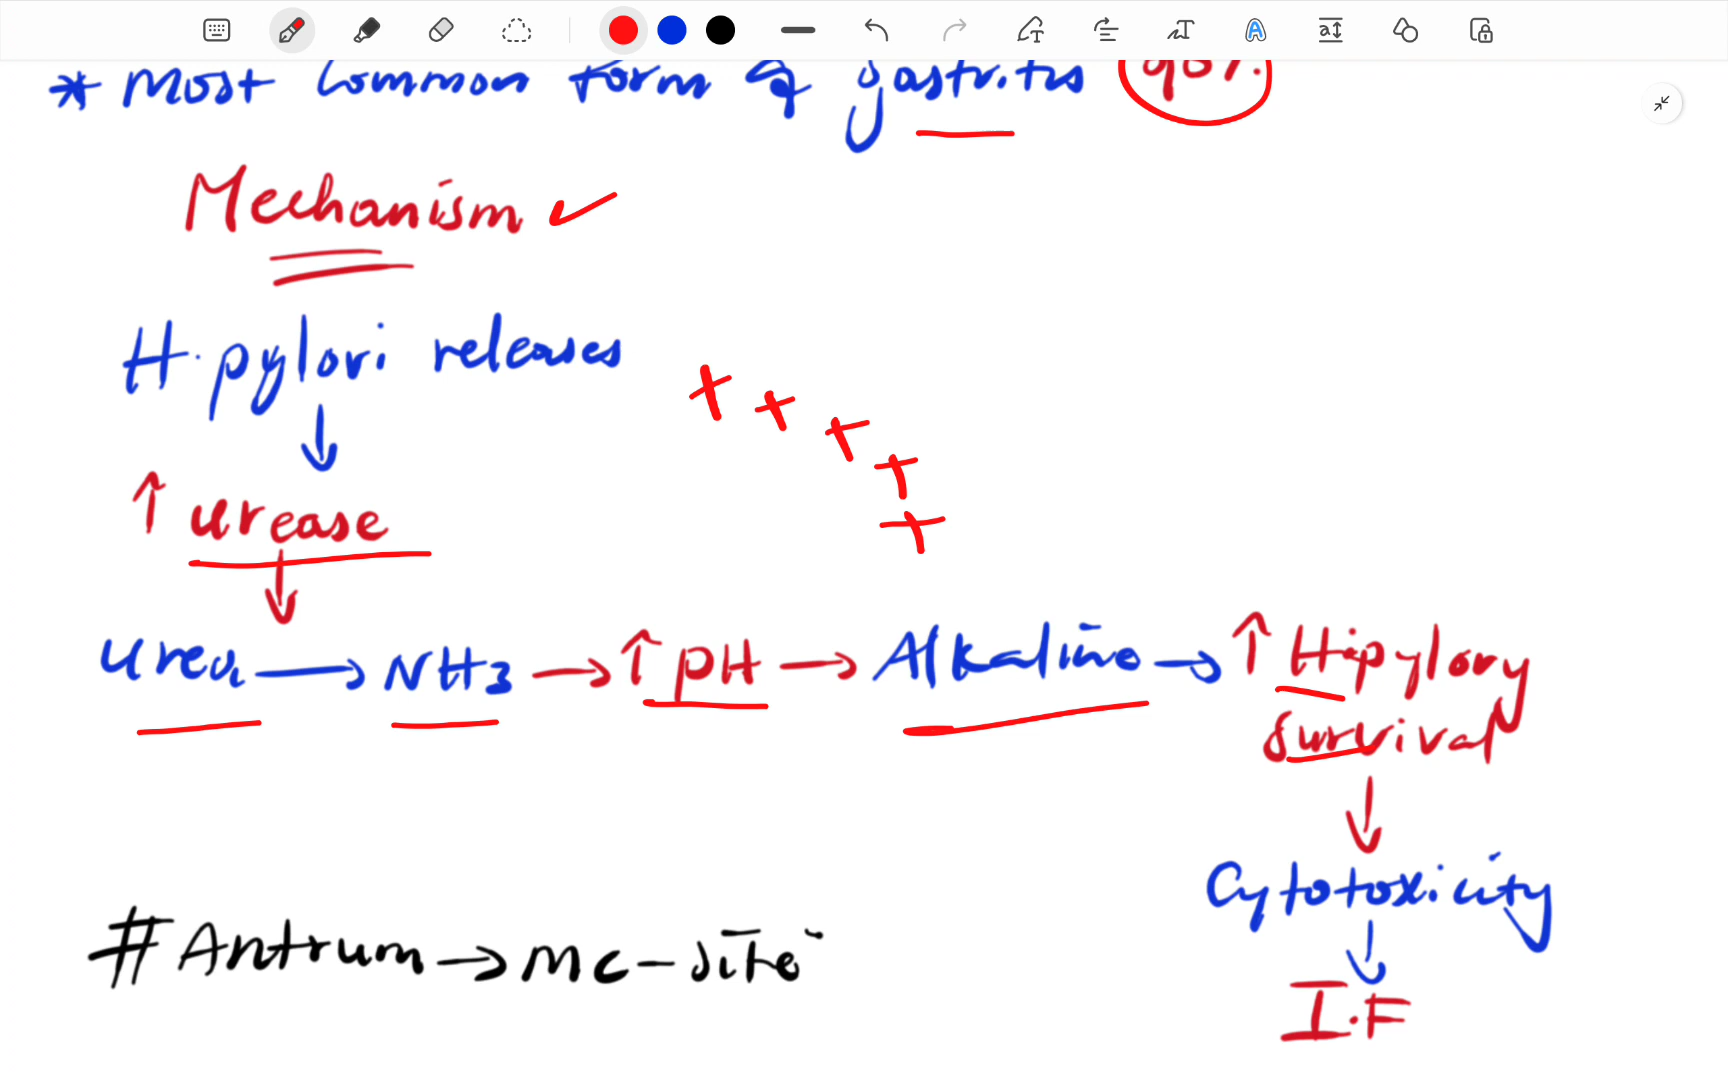 * Most Common form of gastritis 90%.
Mechanism ✓
H. pylori releases
↓
↑ urease
↓
Urea → NH3 → ↑ pH → Alkaline → ↑ H.pylory
survival
↓
Cytotoxicity
↓
I.F
# Antrum → MC - site